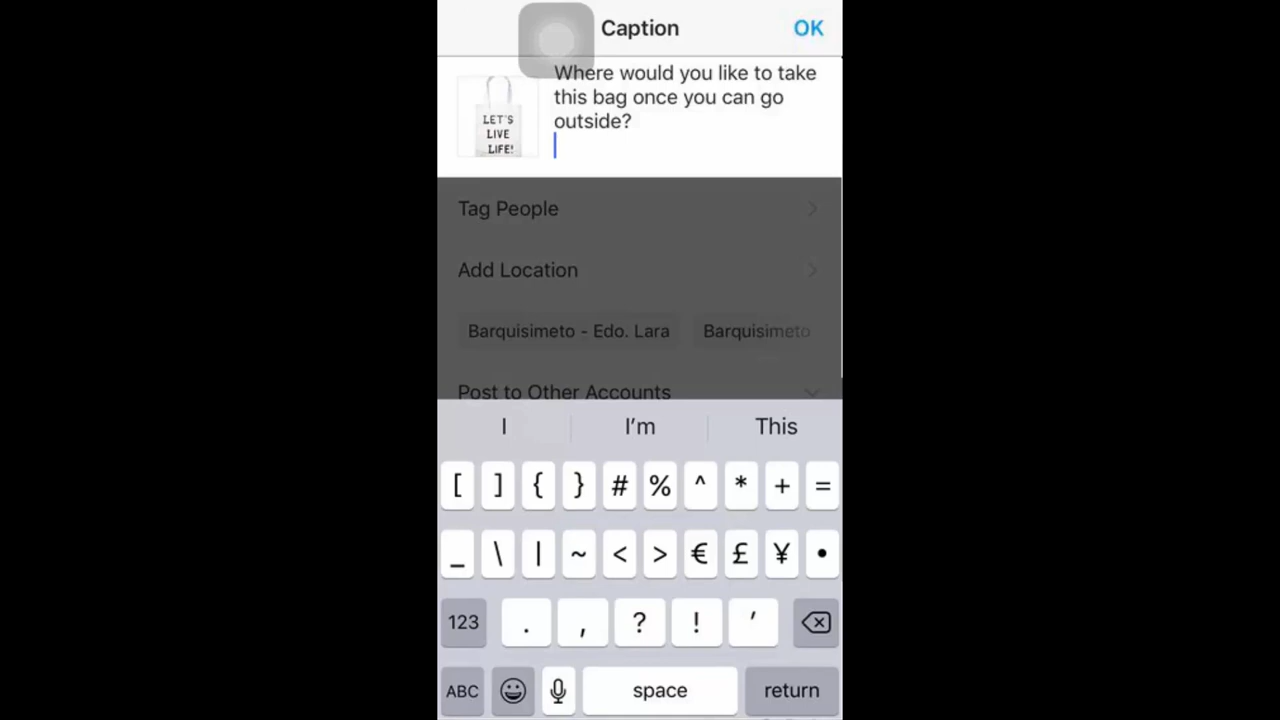 Caption
OK
Where would you like to take
this bag once you can go
outside?
LET'S
LIVE
LIFE!
Tag People
Add Location
Barquisimeto - Edo. Lara
Barquisimeto
Post to Other Accounts
I
I'm
This
[ ] { } # % ^ * + =
_ \ | ~ < > € £ ¥ •
123 . , ? ! ′
ABC
space
return